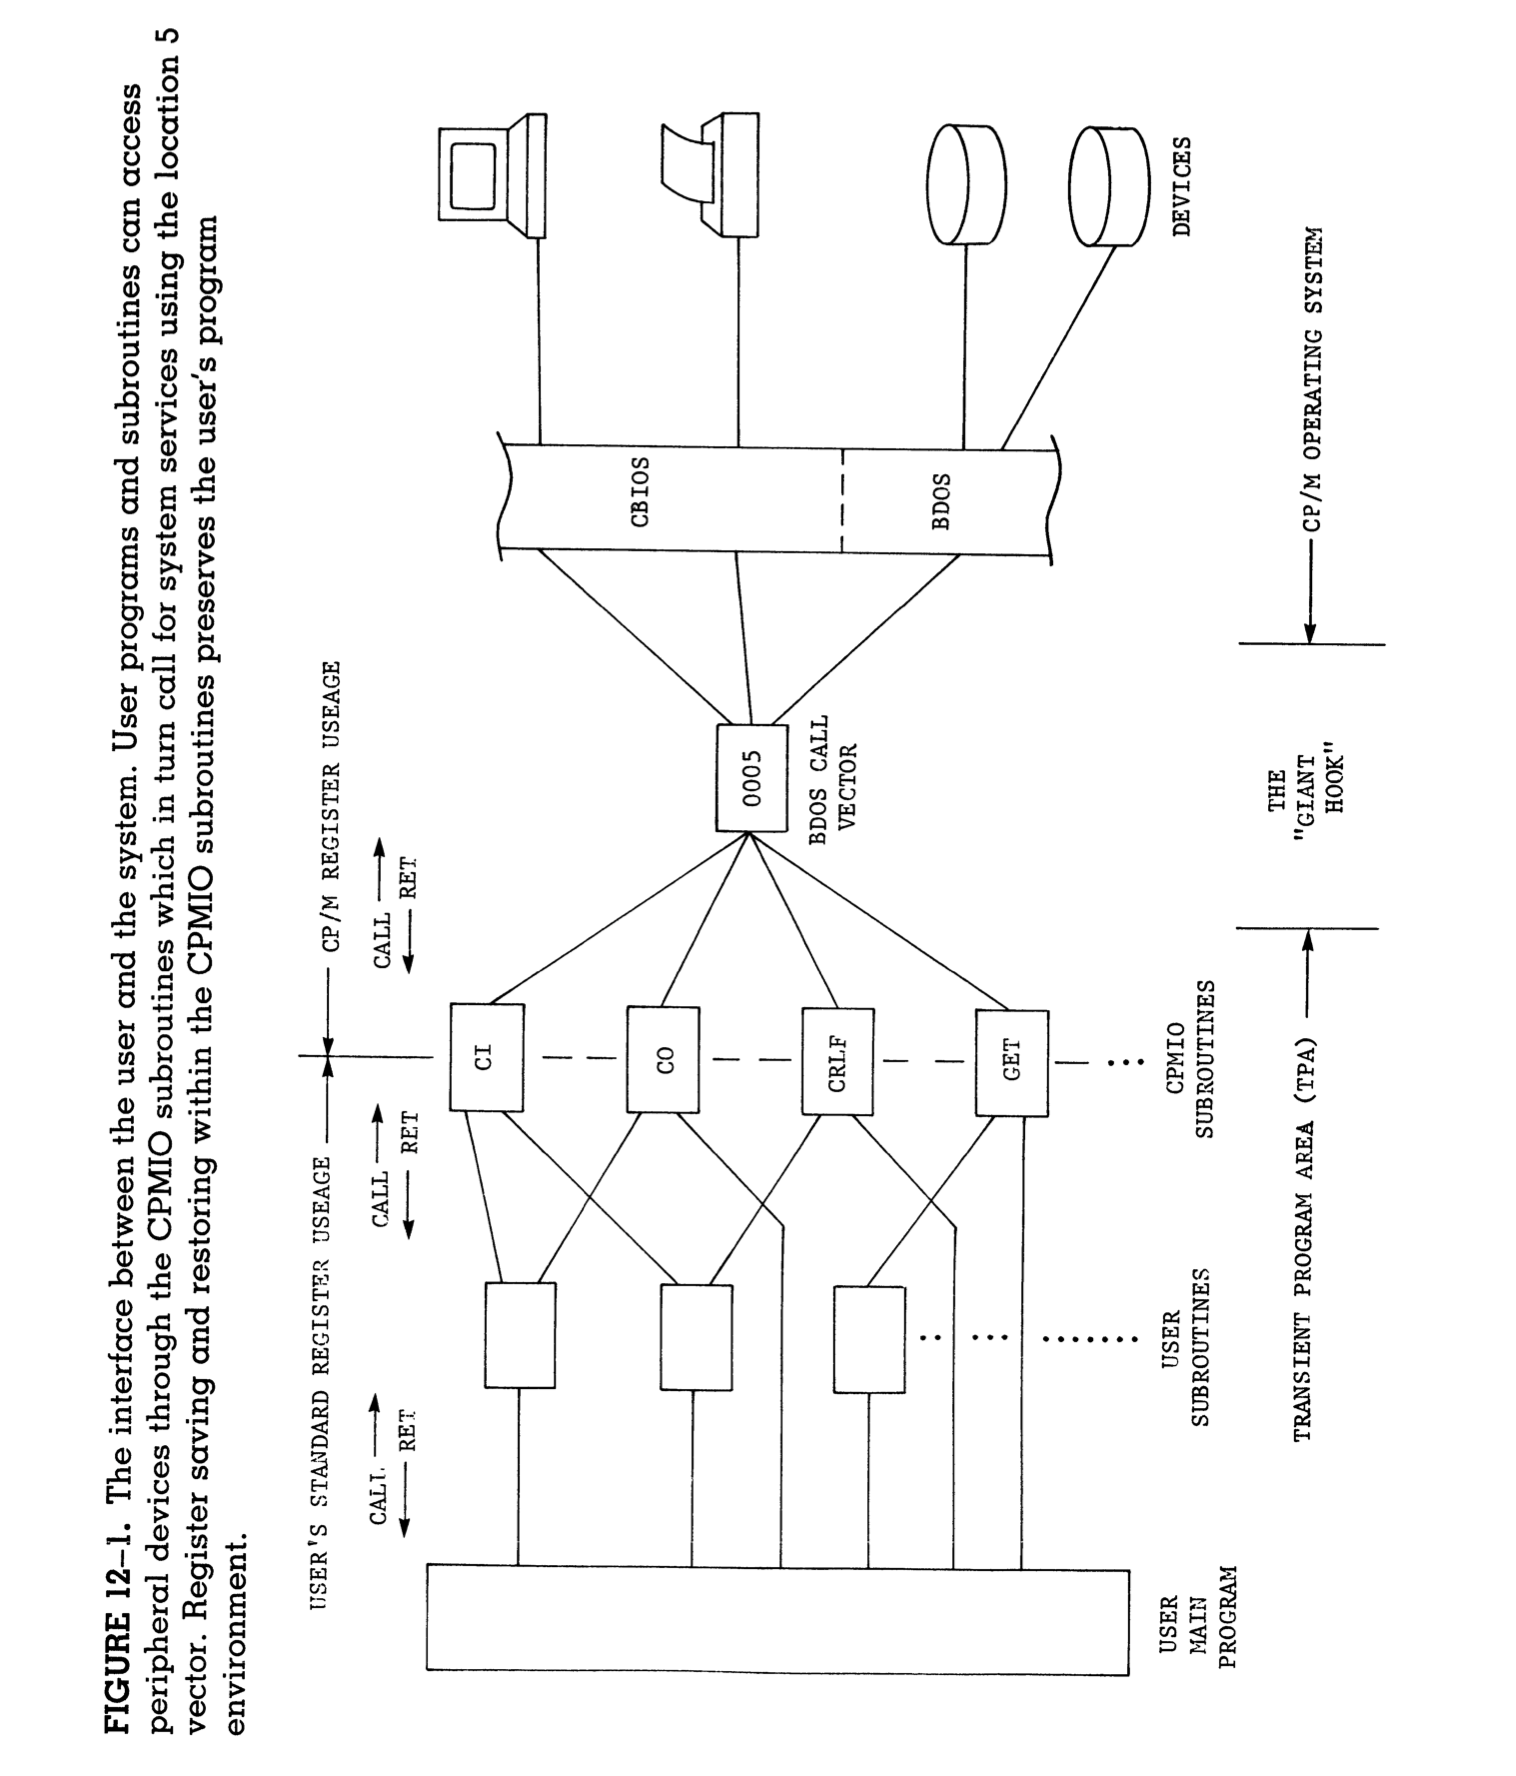 FIGURE 12–1. The interface between the user and the system. User programs and subroutines can access
peripheral devices through the CPMIO subroutines which in turn call for system services using the location 5
vector. Register saving and restoring within the CPMIO subroutines preserves the user's program
environment.
USER'S STANDARD REGISTER USEAGE
CP/M REGISTER USEAGE
CALL
RET
CALL
RET
CALL
RET
CI
CO
CRLF
GET
0005
BDOS CALL
VECTOR
CBIOS
BDOS
USER
MAIN
PROGRAM
USER
SUBROUTINES
CPMIO
SUBROUTINES
DEVICES
TRANSIENT PROGRAM AREA (TPA)
THE
"GIANT
HOOK"
CP/M OPERATING SYSTEM